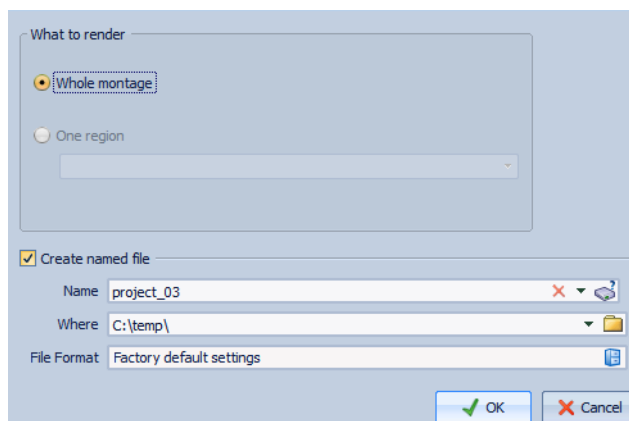 What to render
Whole montage
One region
Create named file
Name project_03
Where C:\temp\
File Format Factory default settings
OK Cancel